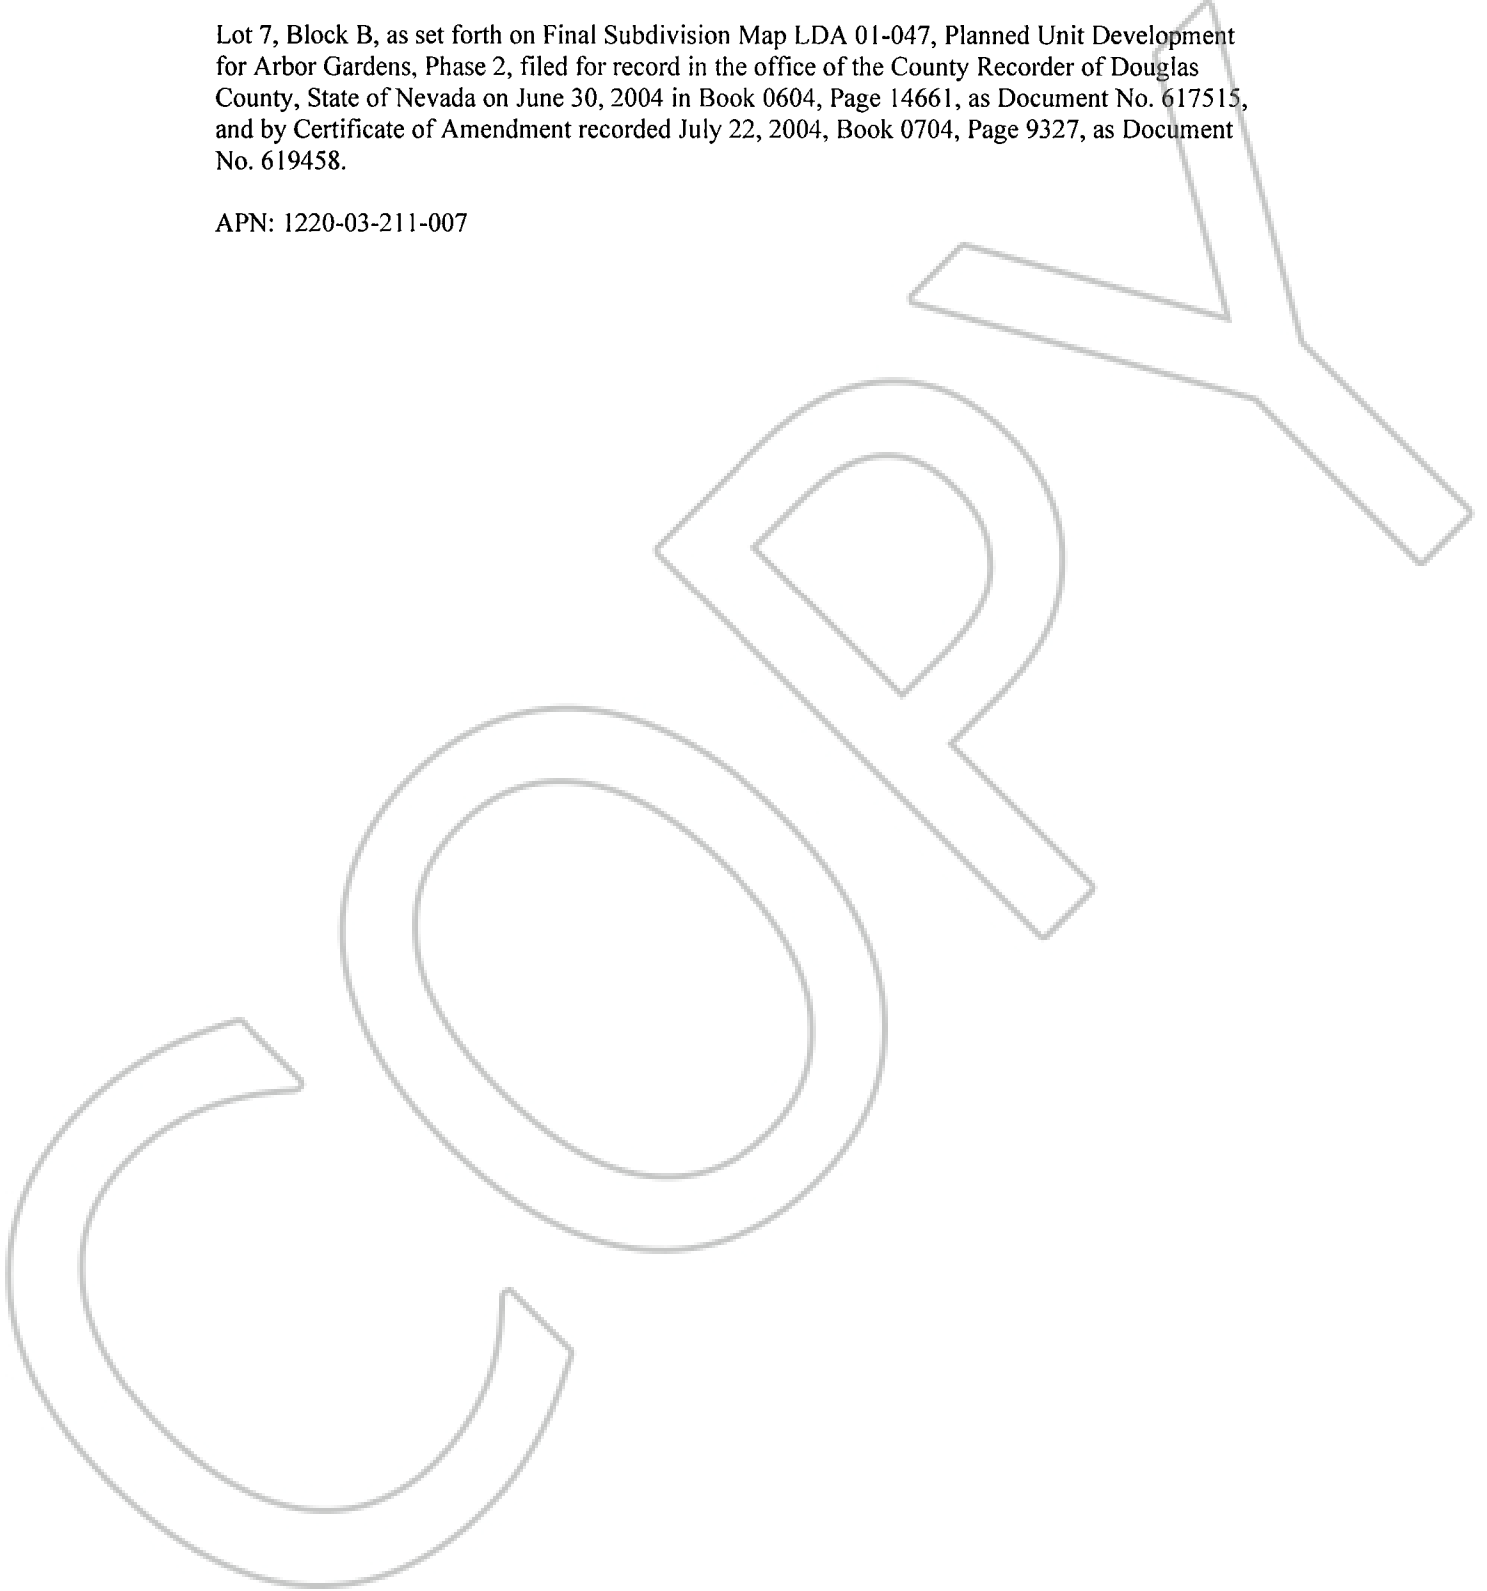 Lot 7, Block B, as set forth on Final Subdivision Map LDA 01-047, Planned Unit Development
for Arbor Gardens, Phase 2, filed for record in the office of the County Recorder of Douglas
County, State of Nevada on June 30, 2004 in Book 0604, Page 14661, as Document No. 617515,
and by Certificate of Amendment recorded July 22, 2004, Book 0704, Page 9327, as Document
No. 619458.
APN: 1220-03-211-007
COPY